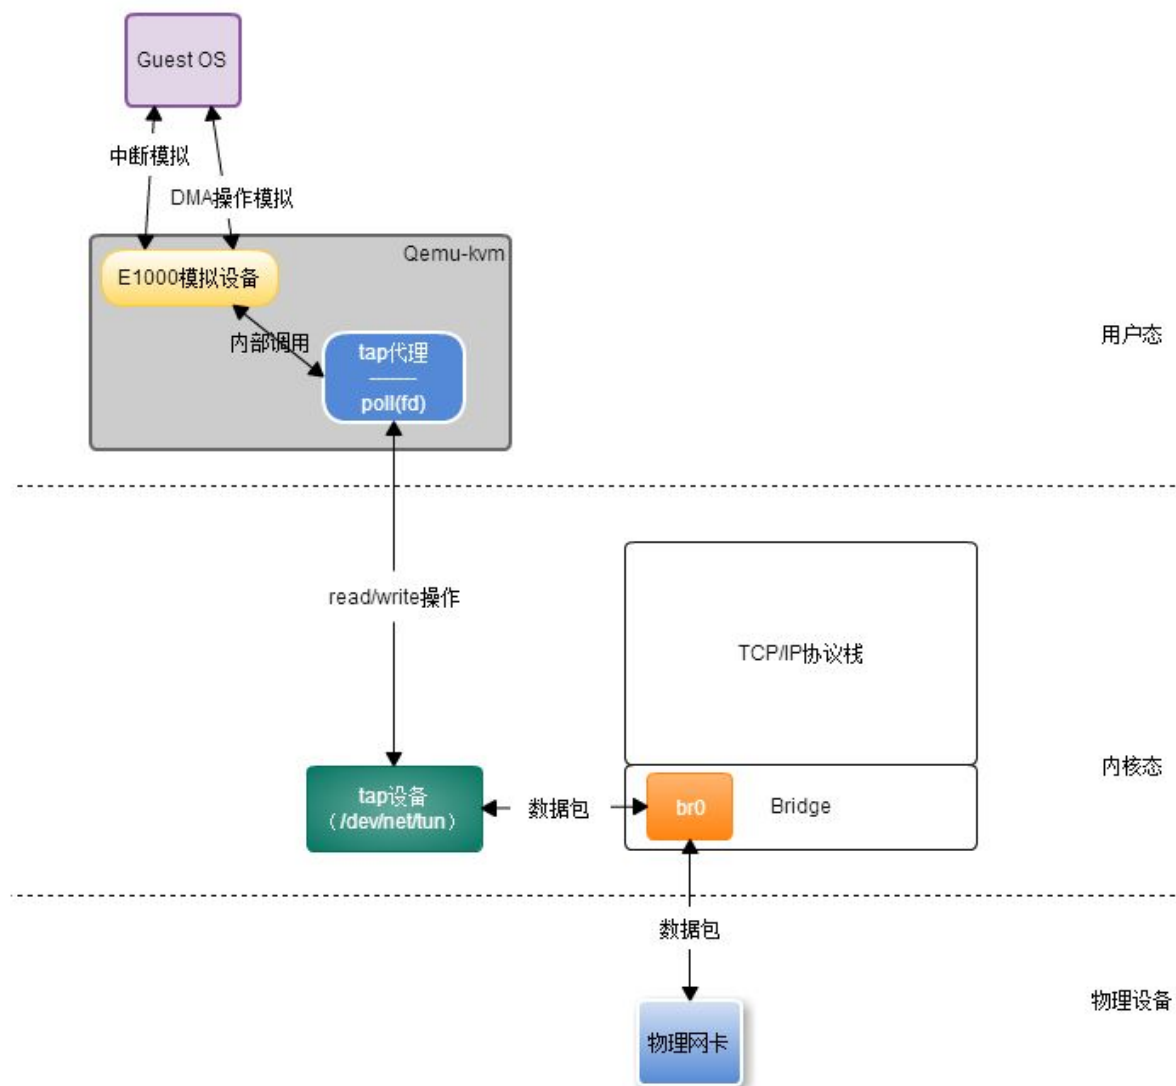 Guest OS
中断模拟
DMA操作模拟
Qemu-kvm
E1000模拟设备
内部调用
tap代理
poll(fd)
用户态
read/write操作
TCP/IP协议栈
内核态
tap设备
（/dev/net/tun）
数据包
br0
Bridge
数据包
物理设备
物理网卡